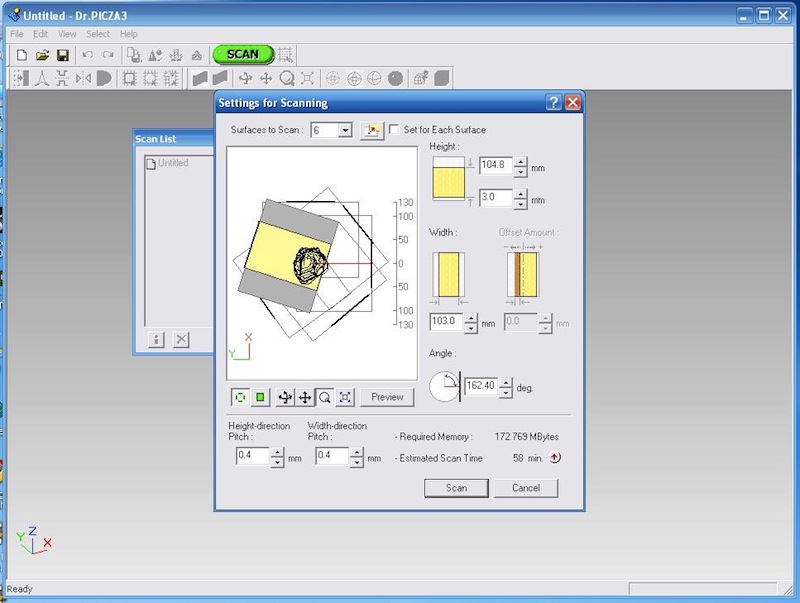 Untitled - Dr.PICZA3
File Edit View Select Help
SCAN
Settings for Scanning
Surfaces to Scan : 6 Set for Each Surface
Scan List
Untitled
Height :
104.8 mm
3.0 mm
130
100
50
0
50
100
130
X
Y
Width : Offset Amount :
103.0 mm 0.0 mm
Angle :
162.40 deg.
Preview
Height-direction Pitch :
0.4 mm
Width-direction Pitch :
0.4 mm
- Required Memory : 172.769 MBytes
- Estimated Scan Time 58 min.
Scan Cancel
Z
Y X
Ready